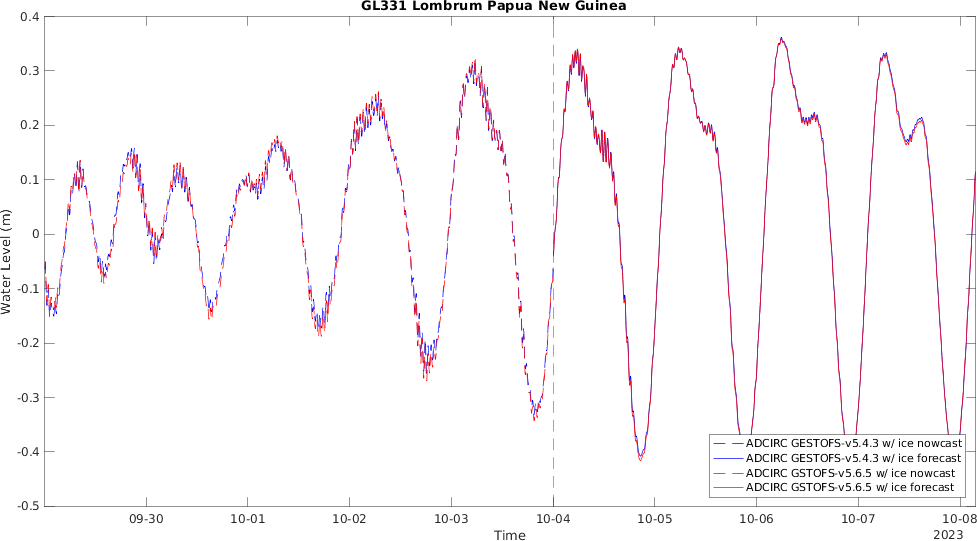 GL331 Lombrum Papua New Guinea
0.4
0.3
0.2
0.1
0
-0.1
-0.2
-0.3
-0.4
-0.5
Water Level (m)
09-30
10-01
10-02
10-03
10-04
10-05
10-06
10-07
10-08
2023
Time
ADCIRC GESTOFS-v5.4.3 w/ ice nowcast
ADCIRC GESTOFS-v5.4.3 w/ ice forecast
ADCIRC GSTOFS-v5.6.5 w/ ice nowcast
ADCIRC GSTOFS-v5.6.5 w/ ice forecast